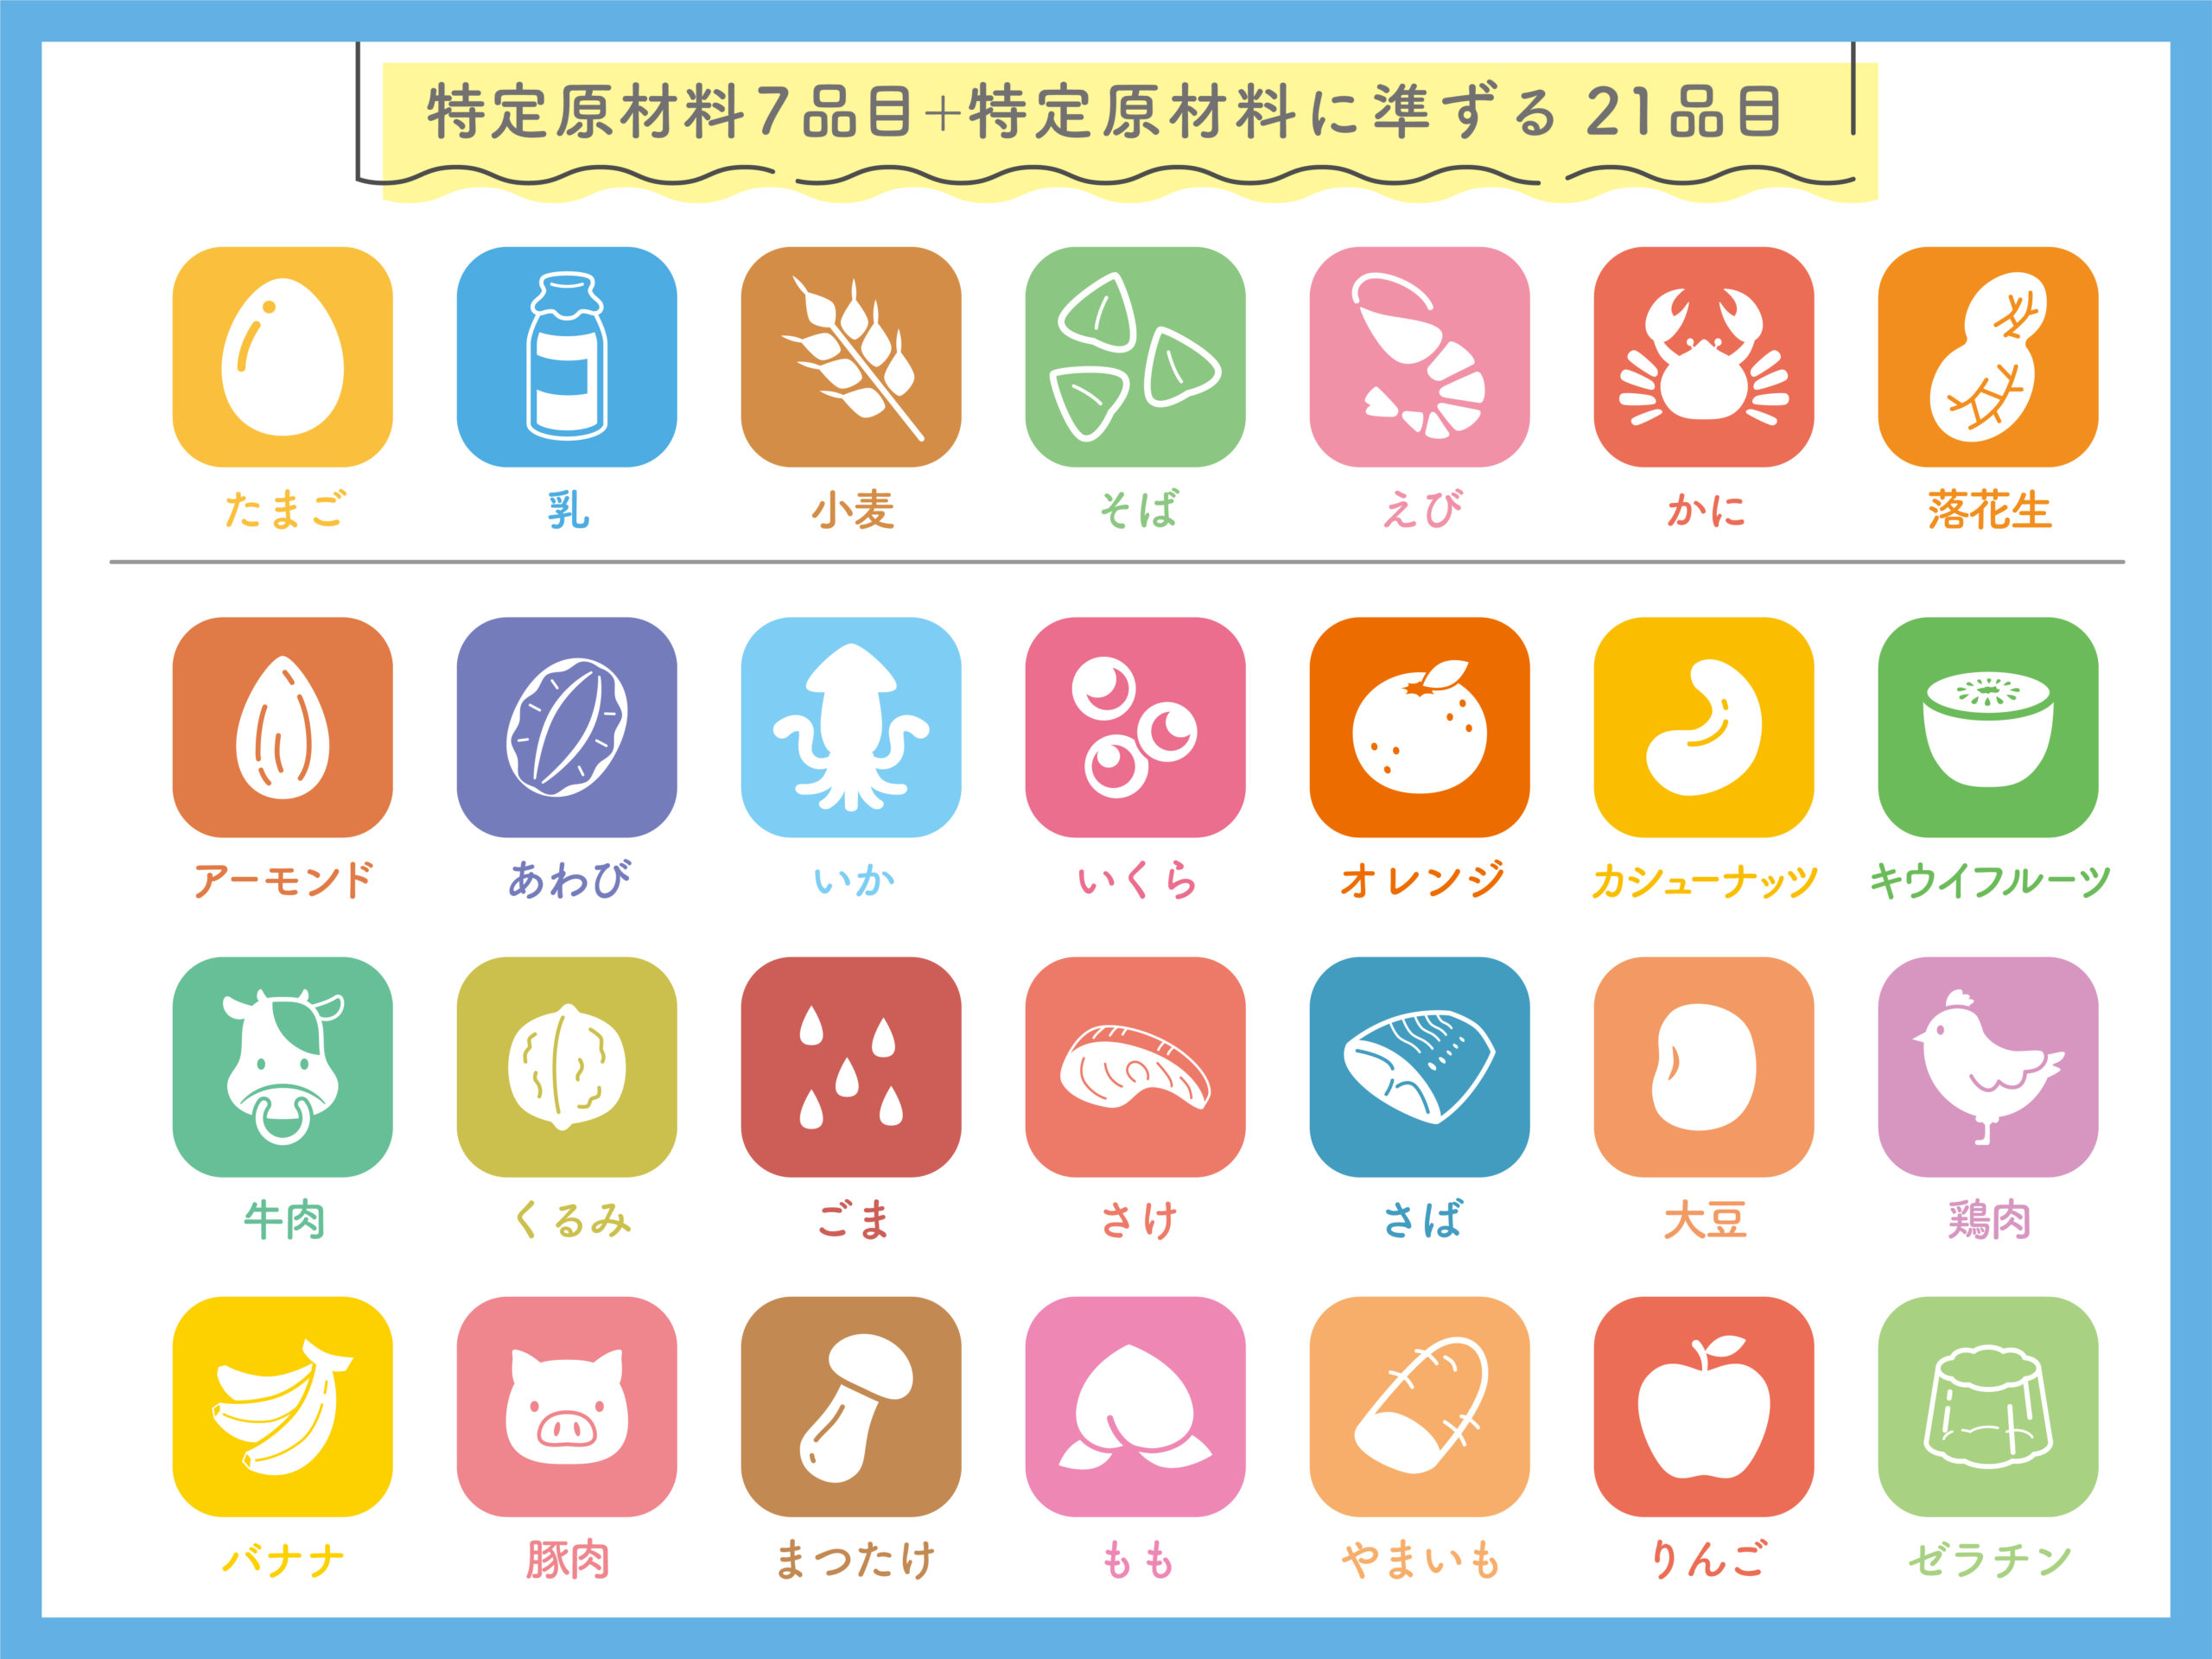 特定原材料7品目+特定原材料に準ずる21品目
たまご 乳 小麦 そば えび かに 落花生
アーモンド あわび いか いくら オレンジ カシューナッツ キウイフルーツ
牛肉 くるみ ごま さけ さば 大豆 鶏肉
バナナ 豚肉 まつたけ もも やまいも りんご ゼラチン